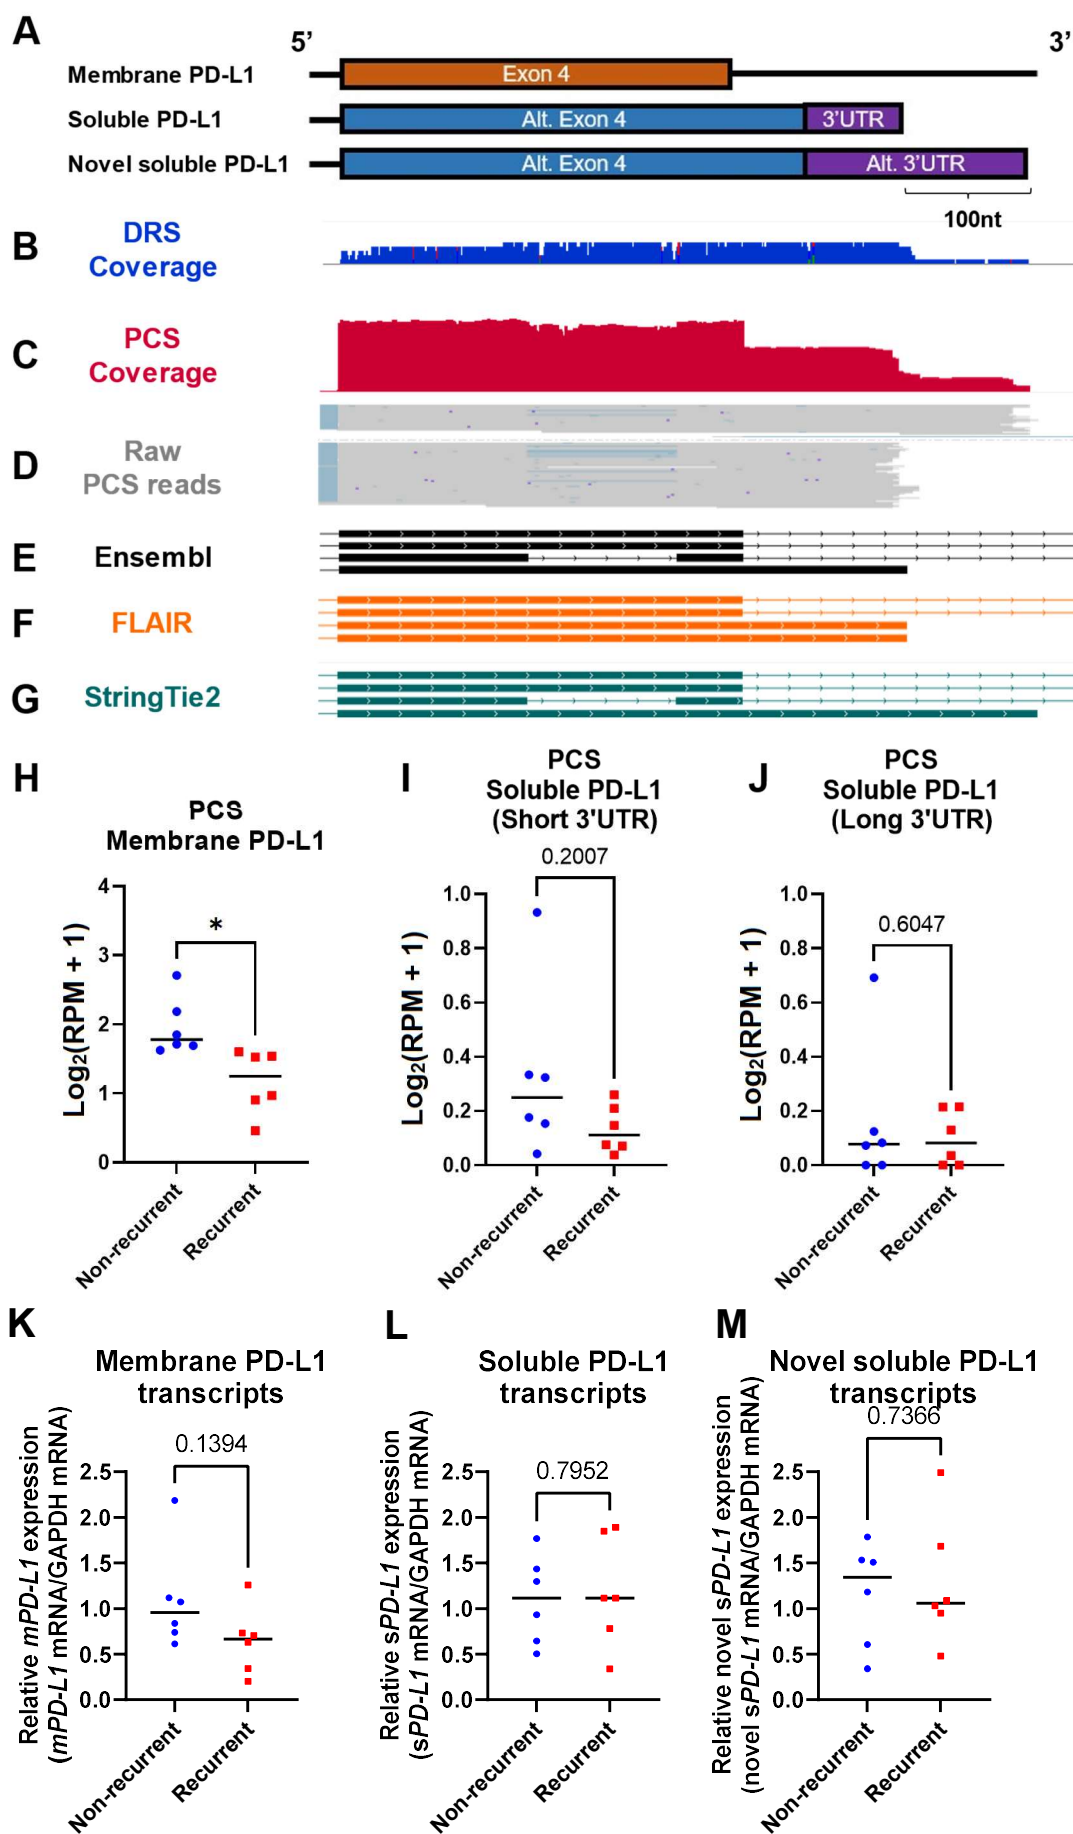 A
5’
3’
Membrane PD-L1
Exon 4
Soluble PD-L1
Alt. Exon 4
3’UTR
Novel soluble PD-L1
Alt. Exon 4
Alt. 3’UTR
100nt
B
DRS
Coverage
C
PCS
Coverage
D
Raw
PCS reads
E
Ensembl
F
FLAIR
G
StringTie2
H
PCS
Membrane PD-L1
Log₂(RPM + 1)
4
3
2
1
0
*
Non-recurrent
Recurrent
I
PCS
Soluble PD-L1
(Short 3'UTR)
0.2007
Log₂(RPM + 1)
1.0
0.8
0.6
0.4
0.2
0.0
Non-recurrent
Recurrent
J
PCS
Soluble PD-L1
(Long 3'UTR)
0.6047
Log₂(RPM + 1)
1.0
0.8
0.6
0.4
0.2
0.0
Non-recurrent
Recurrent
K
Membrane PD-L1
transcripts
0.1394
Relative mPD-L1 expression
(mPD-L1 mRNA/GAPDH mRNA)
2.5
2.0
1.5
1.0
0.5
0.0
Non-recurrent
Recurrent
L
Soluble PD-L1
transcripts
0.7952
Relative sPD-L1 expression
(sPD-L1 mRNA/GAPDH mRNA)
2.5
2.0
1.5
1.0
0.5
0.0
Non-recurrent
Recurrent
M
Novel soluble PD-L1
transcripts
0.7366
Relative novel sPD-L1 expression
(novel sPD-L1 mRNA/GAPDH mRNA)
2.5
2.0
1.5
1.0
0.5
0.0
Non-recurrent
Recurrent